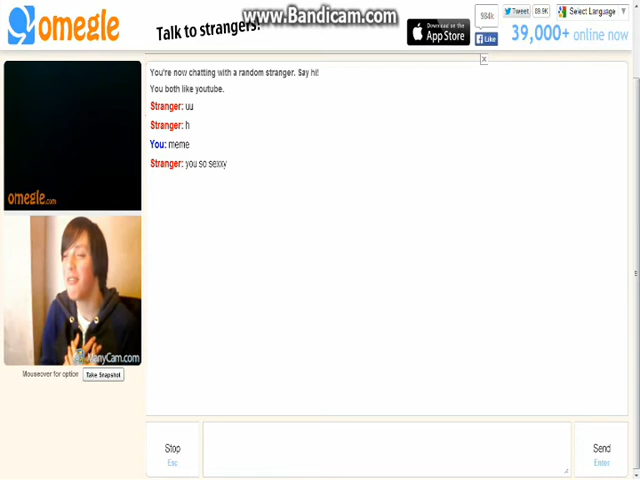 www.Bandicam.com
omegle
Talk to strangers!
Download on the
App Store
984k
Like
Tweet
89.9K
Select Language
39,000+ online now
x
You're now chatting with a random stranger. Say hi!
You both like youtube.
Stranger: uu
Stranger: h
You: meme
Stranger: you so sexxy
omegle.com
ManyCam.com
Mouseover for option
Take Snapshot
Stop
Esc
Send
Enter